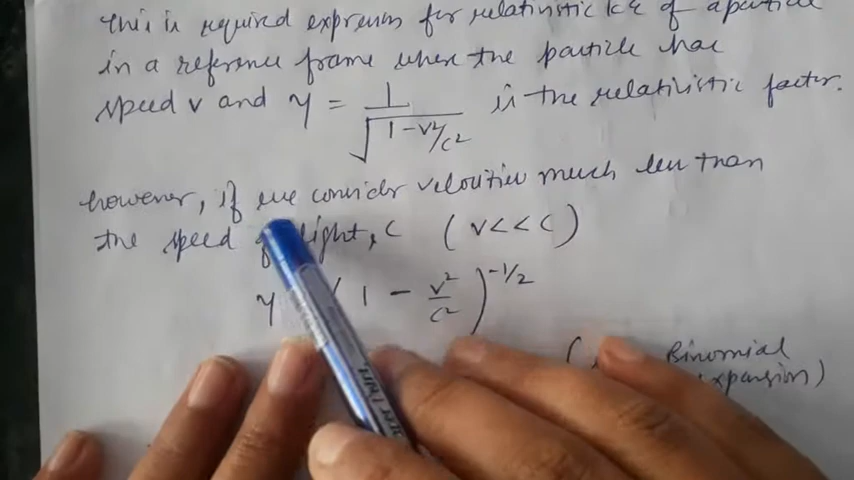 This is required expression for relativistic K.E of a particle
in a reference frame where the particle has
speed v and γ = 1/√(1 - v²/c²) is the relativistic factor.
however, if we consider velocities much less than
the speed of light, c (v << c)
γ ( 1 - v²/c² )^-1/2
( Binomial
expansion)